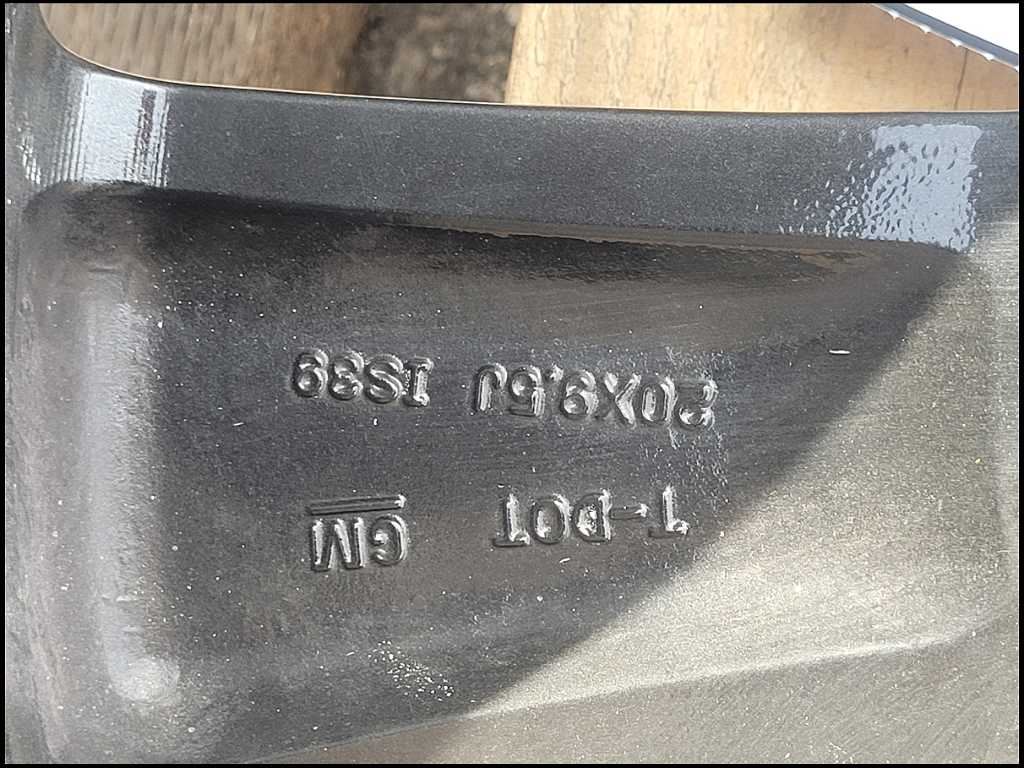 T-DOT GM
20X9.5J IS39